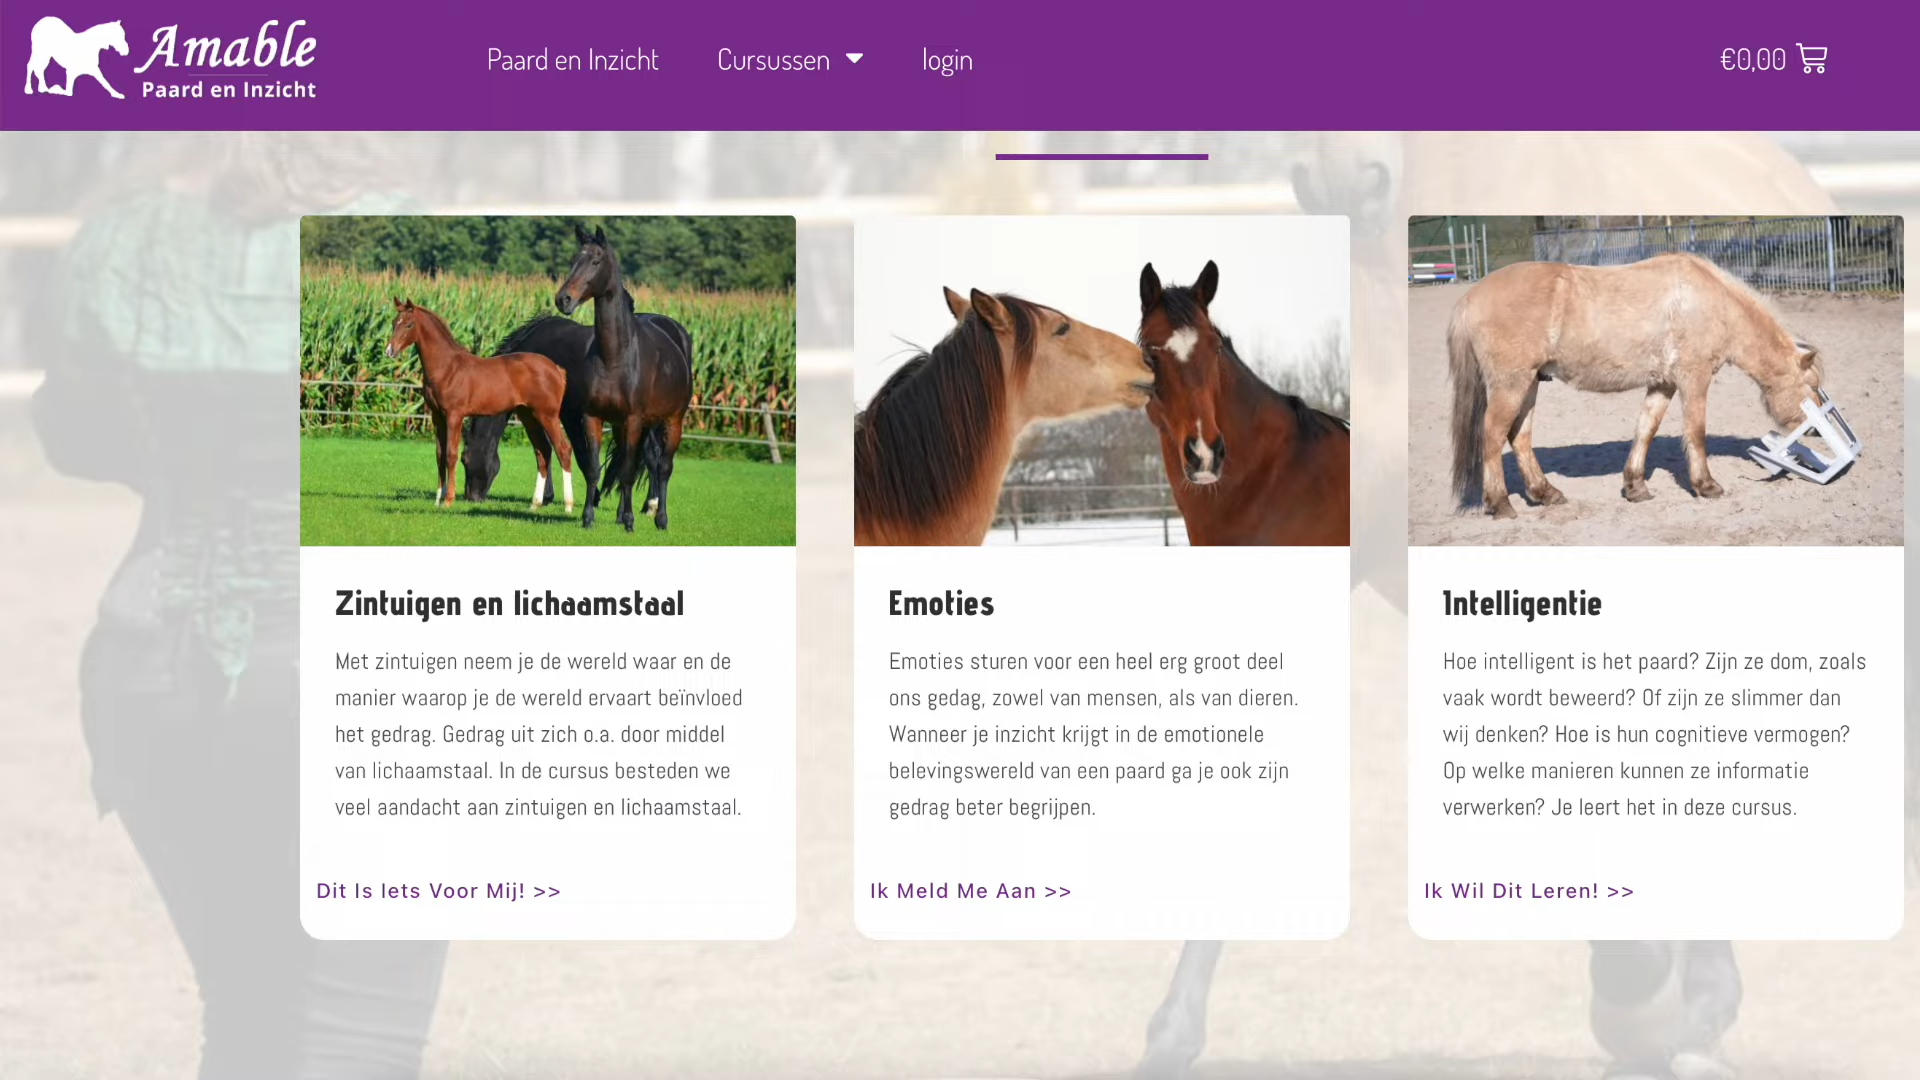 Amable
Paard en Inzicht
Paard en Inzicht
Cursussen
login
€0,00
Zintuigen en lichaamstaal
Met zintuigen neem je de wereld waar en de
manier waarop je de wereld ervaart beïnvloed
het gedrag. Gedrag uit zich o.a. door middel
van lichaamstaal. In de cursus besteden we
veel aandacht aan zintuigen en lichaamstaal.
Dit Is Iets Voor Mij! >>
Emoties
Emoties sturen voor een heel erg groot deel
ons gedag, zowel van mensen, als van dieren.
Wanneer je inzicht krijgt in de emotionele
belevingswereld van een paard ga je ook zijn
gedrag beter begrijpen.
Ik Meld Me Aan >>
Intelligentie
Hoe intelligent is het paard? Zijn ze dom, zoals
vaak wordt beweerd? Of zijn ze slimmer dan
wij denken? Hoe is hun cognitieve vermogen?
Op welke manieren kunnen ze informatie
verwerken? Je leert het in deze cursus.
Ik Wil Dit Leren! >>